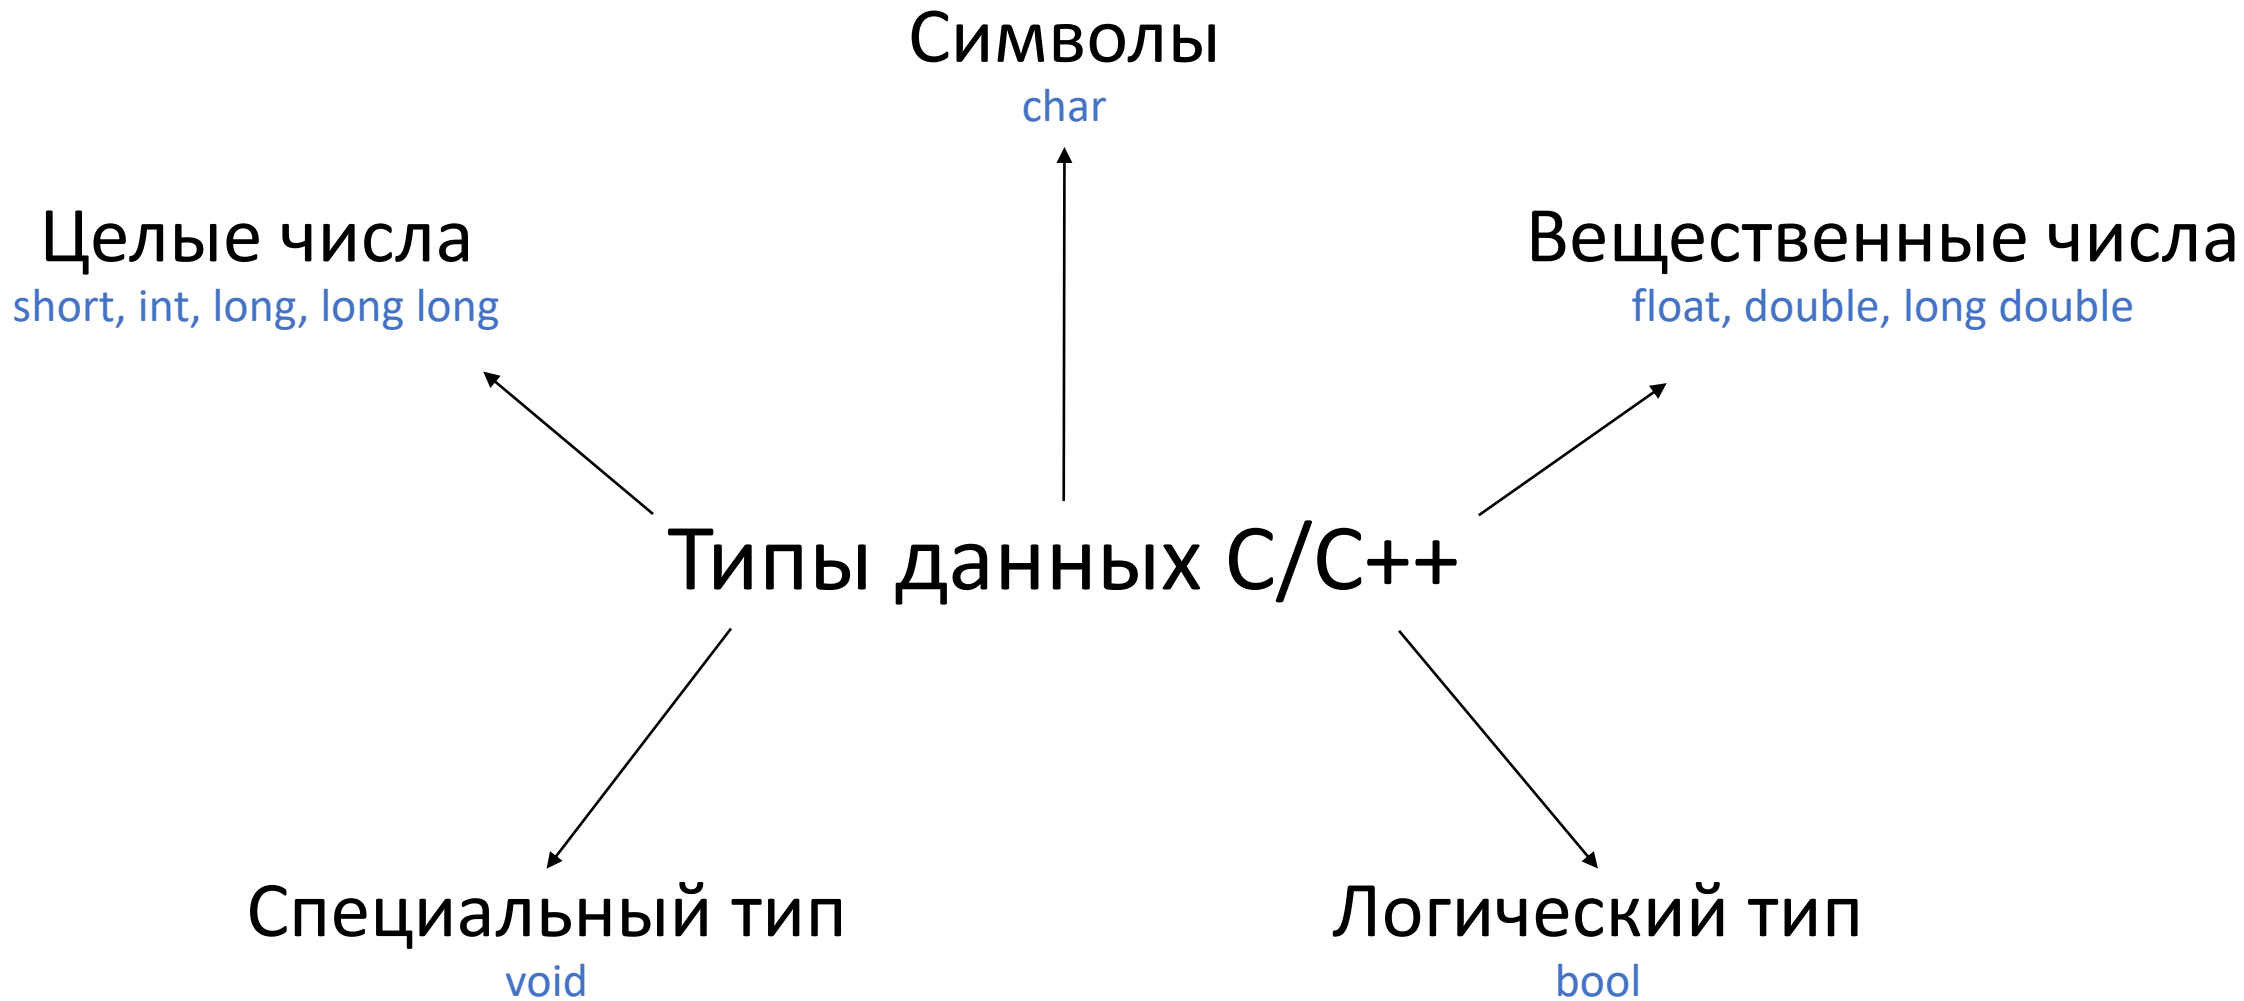 Символы
char
Целые числа
short, int, long, long long
Вещественные числа
float, double, long double
Типы данных C/C++
Специальный тип
void
Логический тип
bool